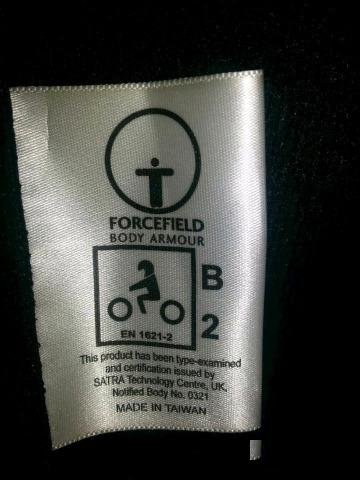 FORCEFIELD
BODY ARMOUR
B
2
EN 1621-2
This product has been type-examined
and certification issued by
SATRA Technology Centre, UK,
Notified Body No. 0321
MADE IN TAIWAN